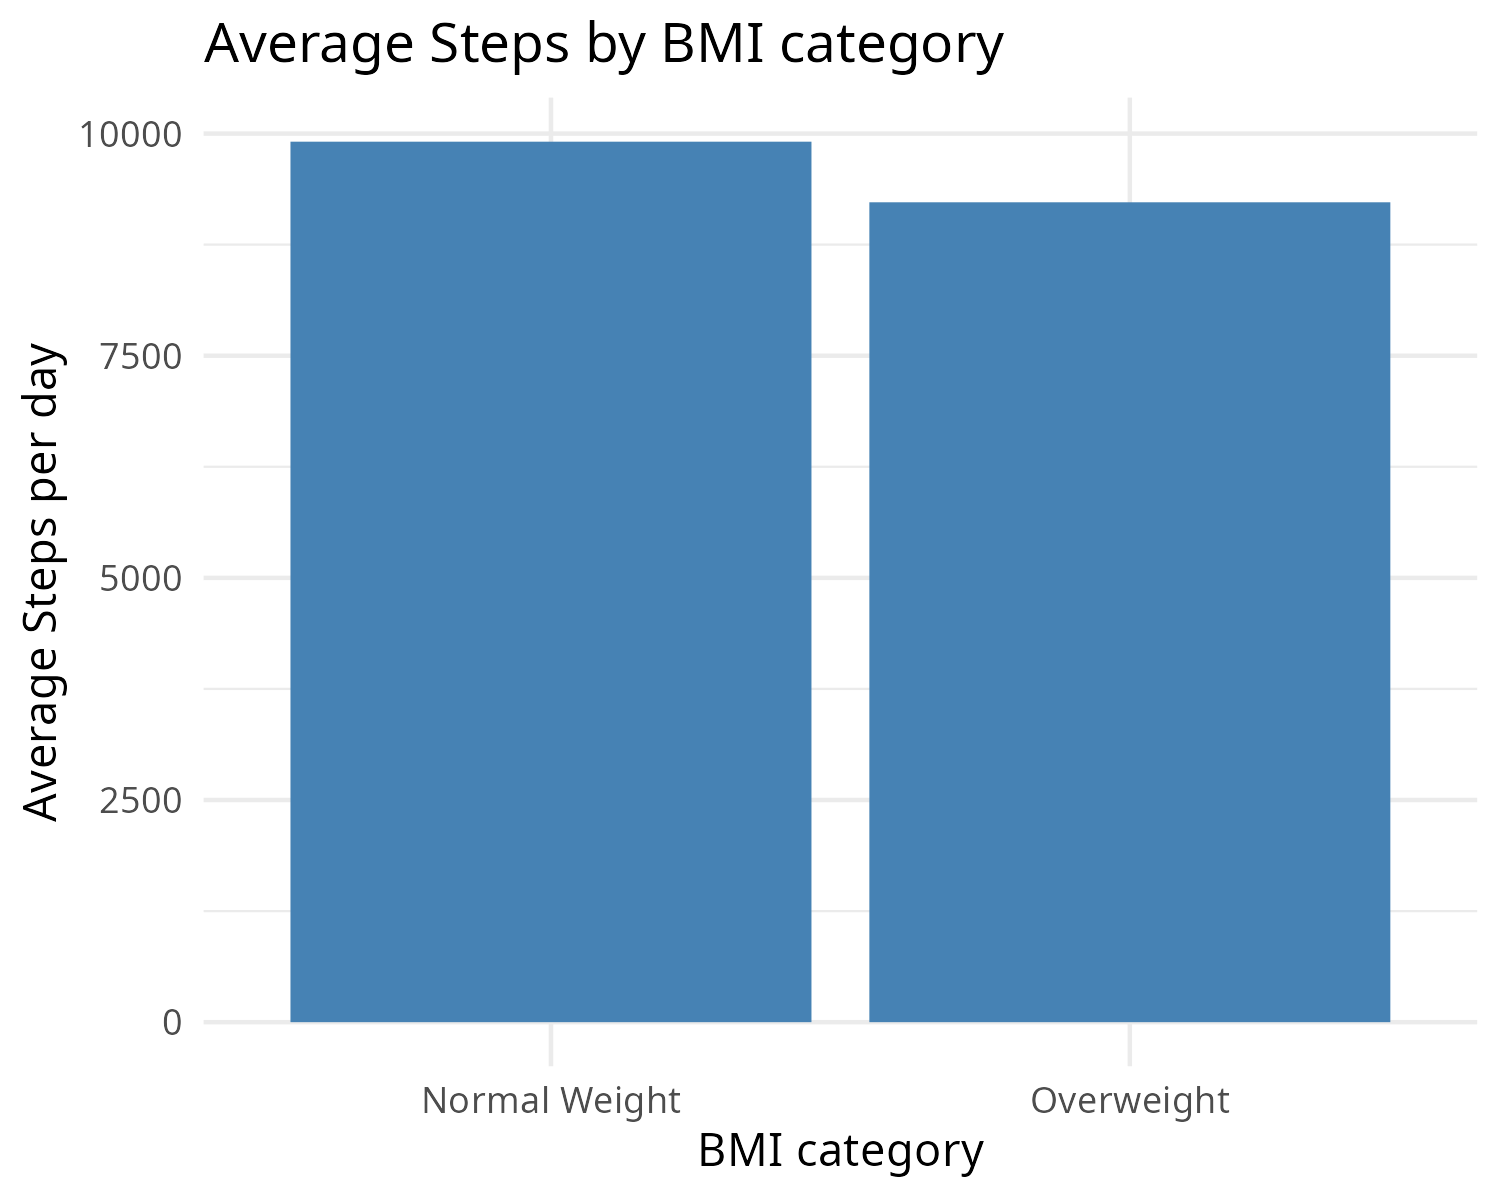 Average Steps by BMI category
Average Steps per day
10000
7500
5000
2500
0
Normal Weight
Overweight
BMI category